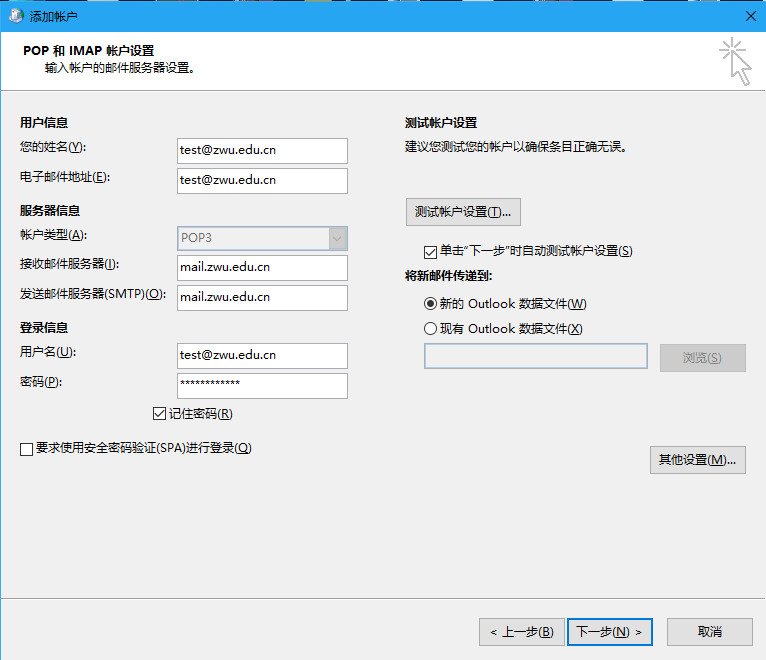 添加帐户
POP 和 IMAP 帐户设置
输入帐户的邮件服务器设置。
用户信息
您的姓名(Y):
test@zwu.edu.cn
电子邮件地址(E):
test@zwu.edu.cn
服务器信息
帐户类型(A):
POP3
接收邮件服务器(I):
mail.zwu.edu.cn
发送邮件服务器(SMTP)(O):
mail.zwu.edu.cn
登录信息
用户名(U):
test@zwu.edu.cn
密码(P):
************
记住密码(R)
要求使用安全密码验证(SPA)进行登录(Q)
测试帐户设置
建议您测试您的帐户以确保条目正确无误。
测试帐户设置(T)...
单击“下一步”时自动测试帐户设置(S)
将新邮件传递到:
新的 Outlook 数据文件(W)
现有 Outlook 数据文件(X)
浏览(S)
其他设置(M)...
< 上一步(B)
下一步(N) >
取消